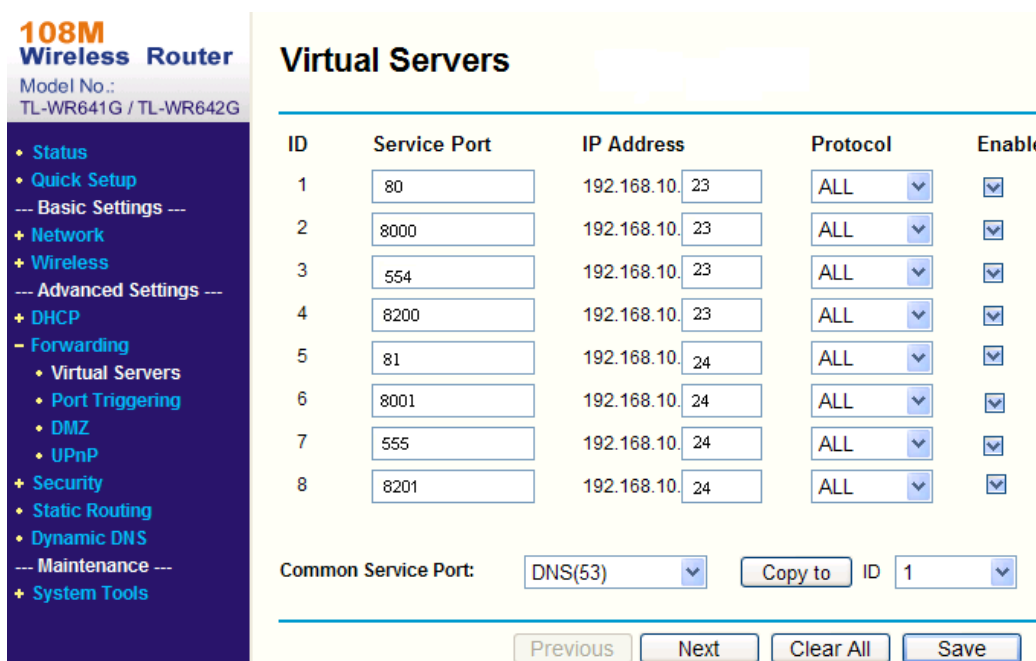 108M
Wireless Router
Model No.:
TL-WR641G / TL-WR642G
• Status
• Quick Setup
--- Basic Settings ---
+ Network
+ Wireless
--- Advanced Settings ---
+ DHCP
– Forwarding
• Virtual Servers
• Port Triggering
• DMZ
• UPnP
+ Security
• Static Routing
• Dynamic DNS
--- Maintenance ---
+ System Tools
Virtual Servers
ID Service Port IP Address Protocol Enable
1 80 192.168.10. 23 ALL
2 8000 192.168.10. 23 ALL
3 554 192.168.10. 23 ALL
4 8200 192.168.10. 23 ALL
5 81 192.168.10. 24 ALL
6 8001 192.168.10. 24 ALL
7 555 192.168.10. 24 ALL
8 8201 192.168.10. 24 ALL
Common Service Port: DNS(53) Copy to ID 1
Previous Next Clear All Save